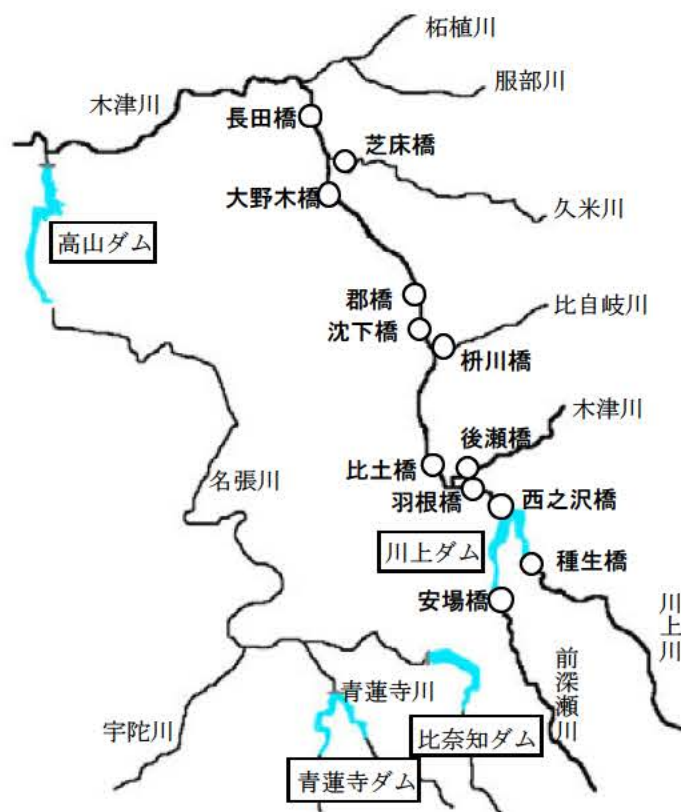 柘植川
服部川
木津川
長田橋
芝床橋
大野木橋
久米川
高山ダム
郡橋
比自岐川
沈下橋
枡川橋
木津川
後瀬橋
比土橋
羽根橋
西之沢橋
名張川
川上ダム
種生橋
安場橋
川上川
前深瀬川
青蓮寺川
宇陀川
比奈知ダム
青蓮寺ダム